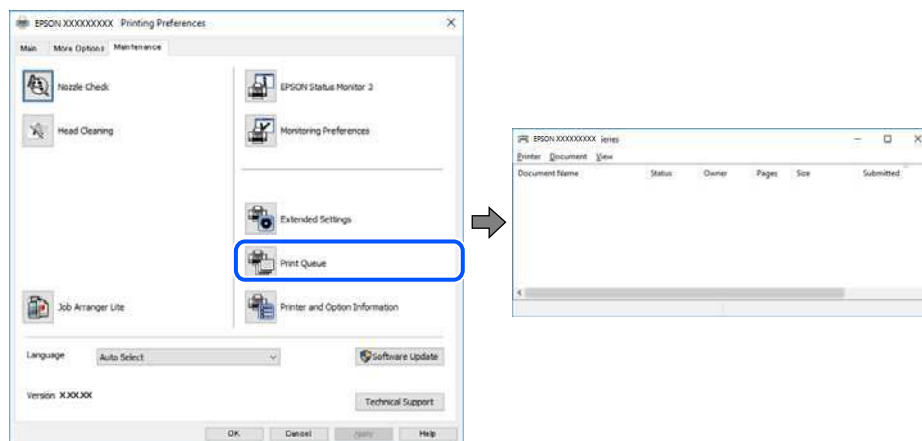 EPSON XXXXXXXXX Printing Preferences
Main More Options Maintenance
Nozzle Check
Head Cleaning
Job Arranger Lite
EPSON Status Monitor 3
Monitoring Preferences
Extended Settings
Print Queue
Printer and Option Information
Language Auto Select Software Update
Version X.XX.XX Technical Support
OK Cancel Apply Help
EPSON XXXXXXXXX Series
Printer Document View
Document Name Status Owner Pages Size Submitted